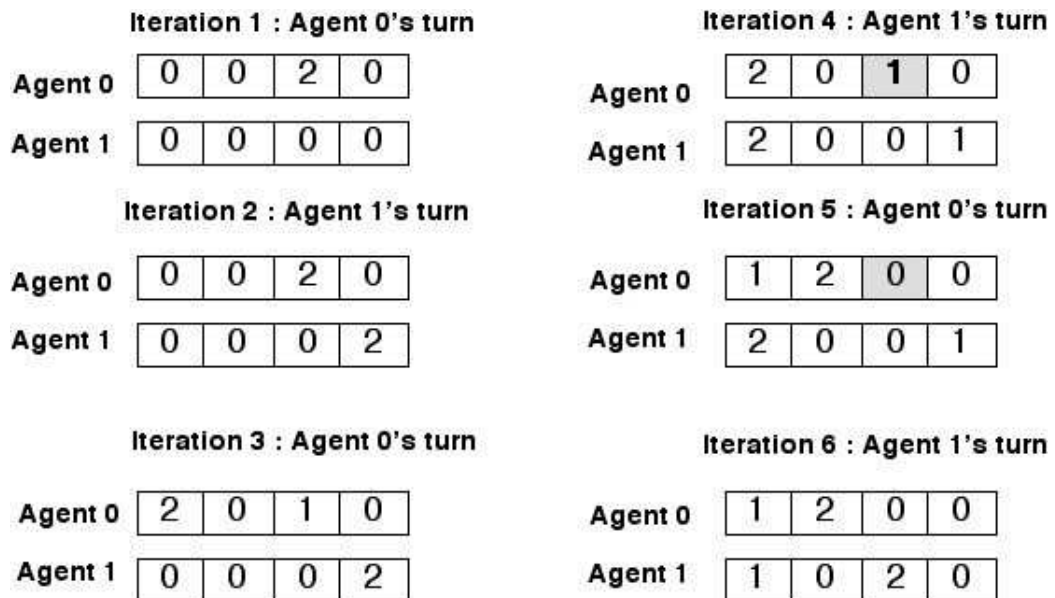 Iteration 1 : Agent 0's turn
Agent 0 0 0 2 0
Agent 1 0 0 0 0
Iteration 2 : Agent 1's turn
Agent 0 0 0 2 0
Agent 1 0 0 0 2
Iteration 3 : Agent 0's turn
Agent 0 2 0 1 0
Agent 1 0 0 0 2
Iteration 4 : Agent 1's turn
Agent 0 2 0 1 0
Agent 1 2 0 0 1
Iteration 5 : Agent 0's turn
Agent 0 1 2 0 0
Agent 1 2 0 0 1
Iteration 6 : Agent 1's turn
Agent 0 1 2 0 0
Agent 1 1 0 2 0